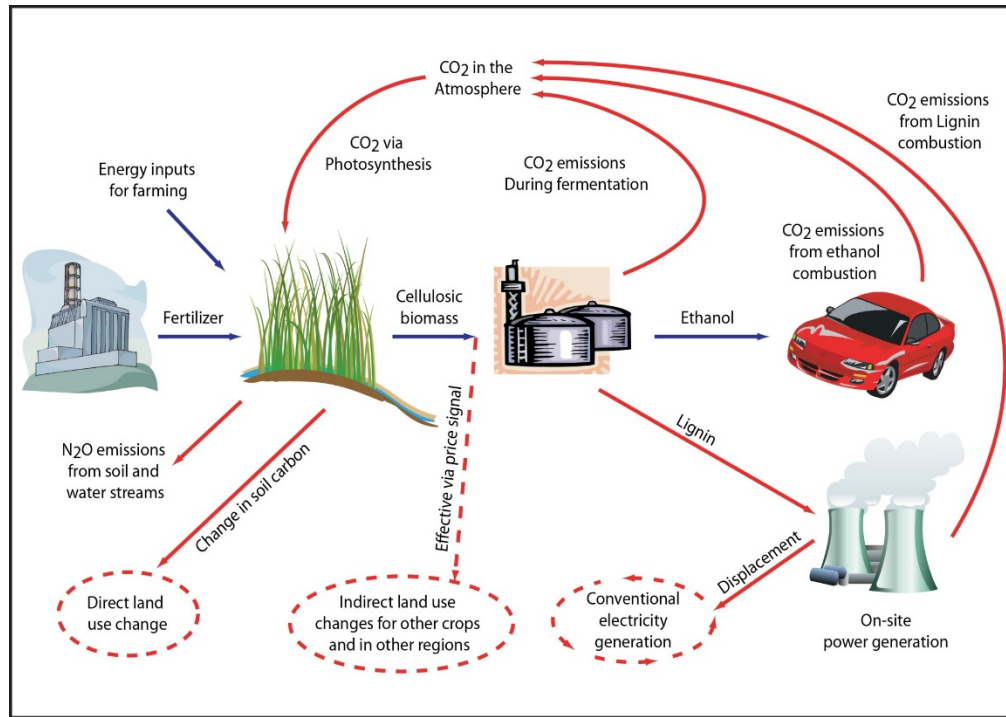 CO2 in the
Atmosphere
CO2 emissions
from Lignin
combustion
CO2 via
Photosynthesis
Energy inputs
for farming
CO2 emissions
During fermentation
CO2 emissions
from ethanol
combustion
Fertilizer
Cellulosic
biomass
Ethanol
N2O emissions
from soil and
water streams
Change in soil carbon
Effective via price signal
Lignin
Displacement
Direct land
use change
Indirect land use
changes for other crops
and in other regions
Conventional
electricity
generation
On-site
power generation